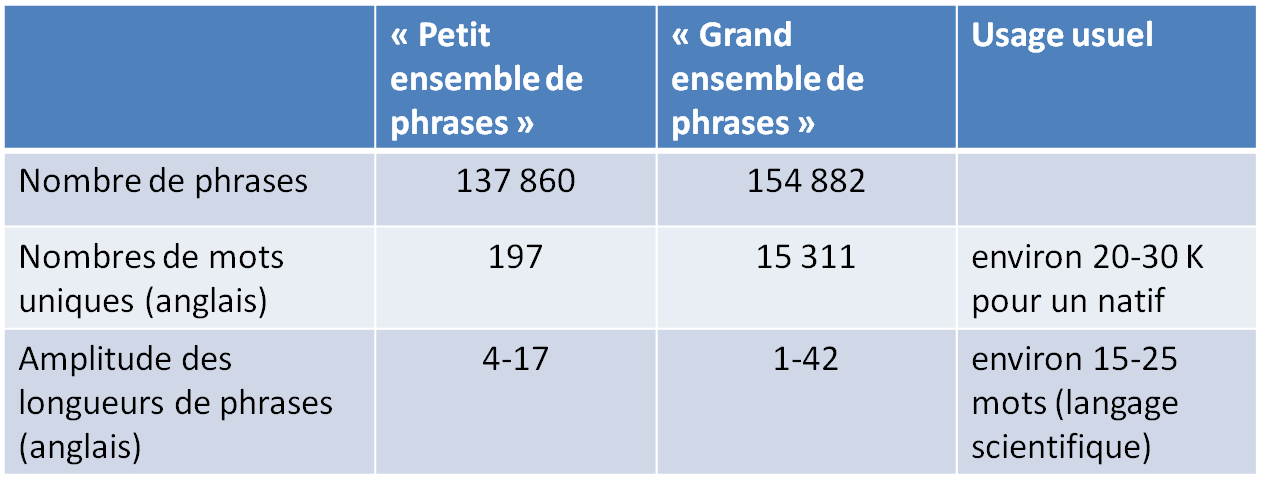 « Petit
ensemble de
phrases »
« Grand
ensemble de
phrases »
Usage usuel
Nombre de phrases
137 860
154 882
Nombres de mots
uniques (anglais)
197
15 311
environ 20-30 K
pour un natif
Amplitude des
longueurs de phrases
(anglais)
4-17
1-42
environ 15-25
mots (langage
scientifique)